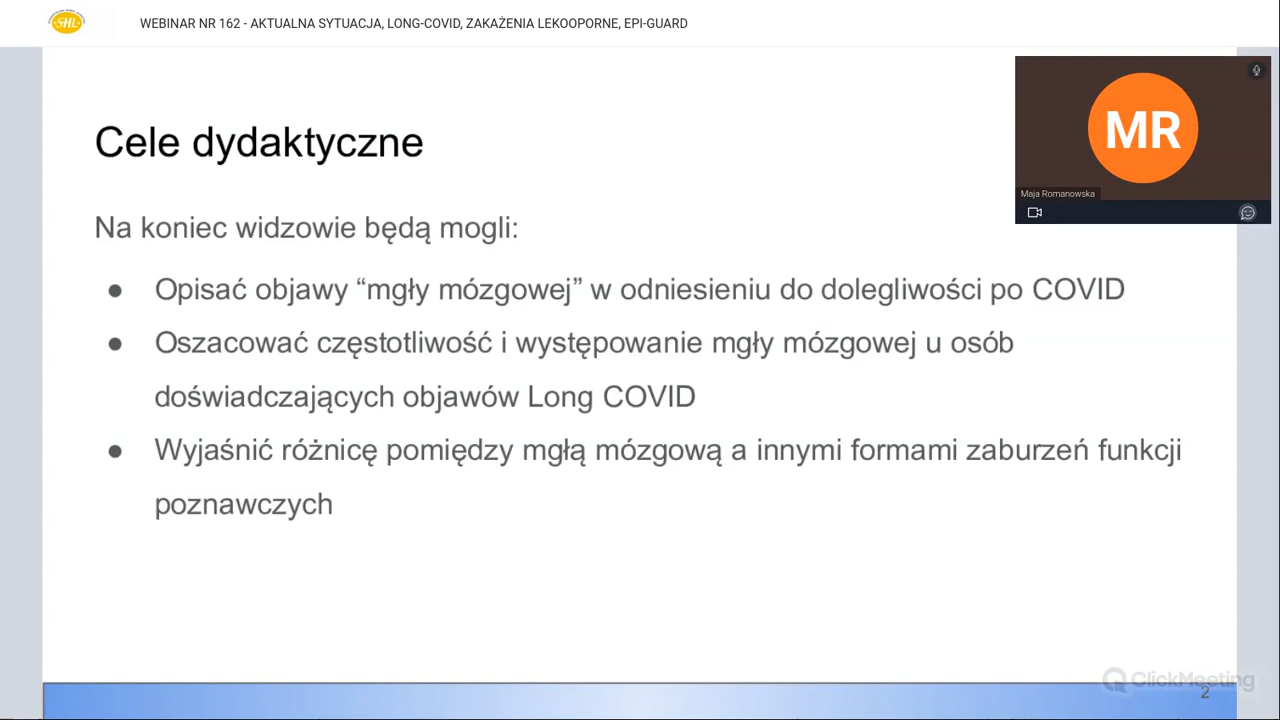 SHL
WEBINAR NR 162 - AKTUALNA SYTUACJA, LONG-COVID, ZAKAŻENIA LEKOOPORNE, EPI-GUARD
MR
Maja Romanowska
Cele dydaktyczne
Na koniec widzowie będą mogli:
● Opisać objawy “mgły mózgowej” w odniesieniu do dolegliwości po COVID
● Oszacować częstotliwość i występowanie mgły mózgowej u osób
doświadczających objawów Long COVID
● Wyjaśnić różnicę pomiędzy mgłą mózgową a innymi formami zaburzeń funkcji
poznawczych
ClickMeeting
2